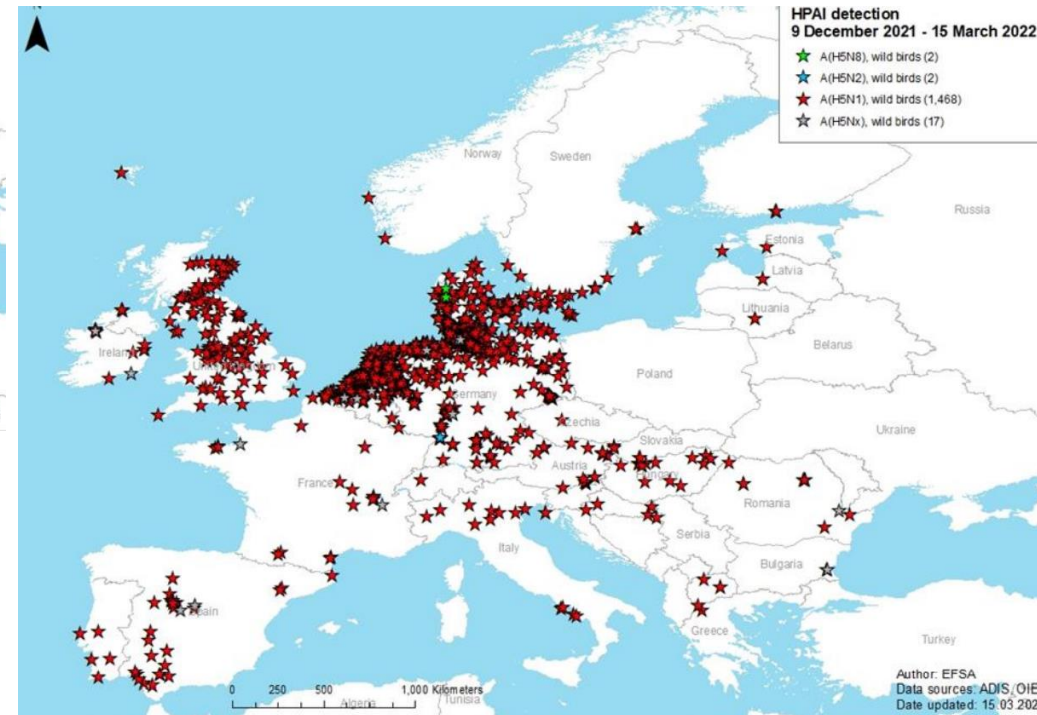 HPAI detection
9 December 2021 - 15 March 2022
A(H5N8), wild birds (2)
A(H5N2), wild birds (2)
A(H5N1), wild birds (1,468)
A(H5Nx), wild birds (17)
Norway
Sweden
Russia
Estonia
Latvia
Lithuania
Belarus
Ireland
Poland
Germany
Ukraine
Czechia
Slovakia
Austria
France
Romania
Serbia
Italy
Bulgaria
Spain
Greece
Turkey
Algeria
Tunisia
0 250 500 1,000 Kilometers
Author: EFSA
Data sources: ADIS, OIE
Date updated: 15.03.202